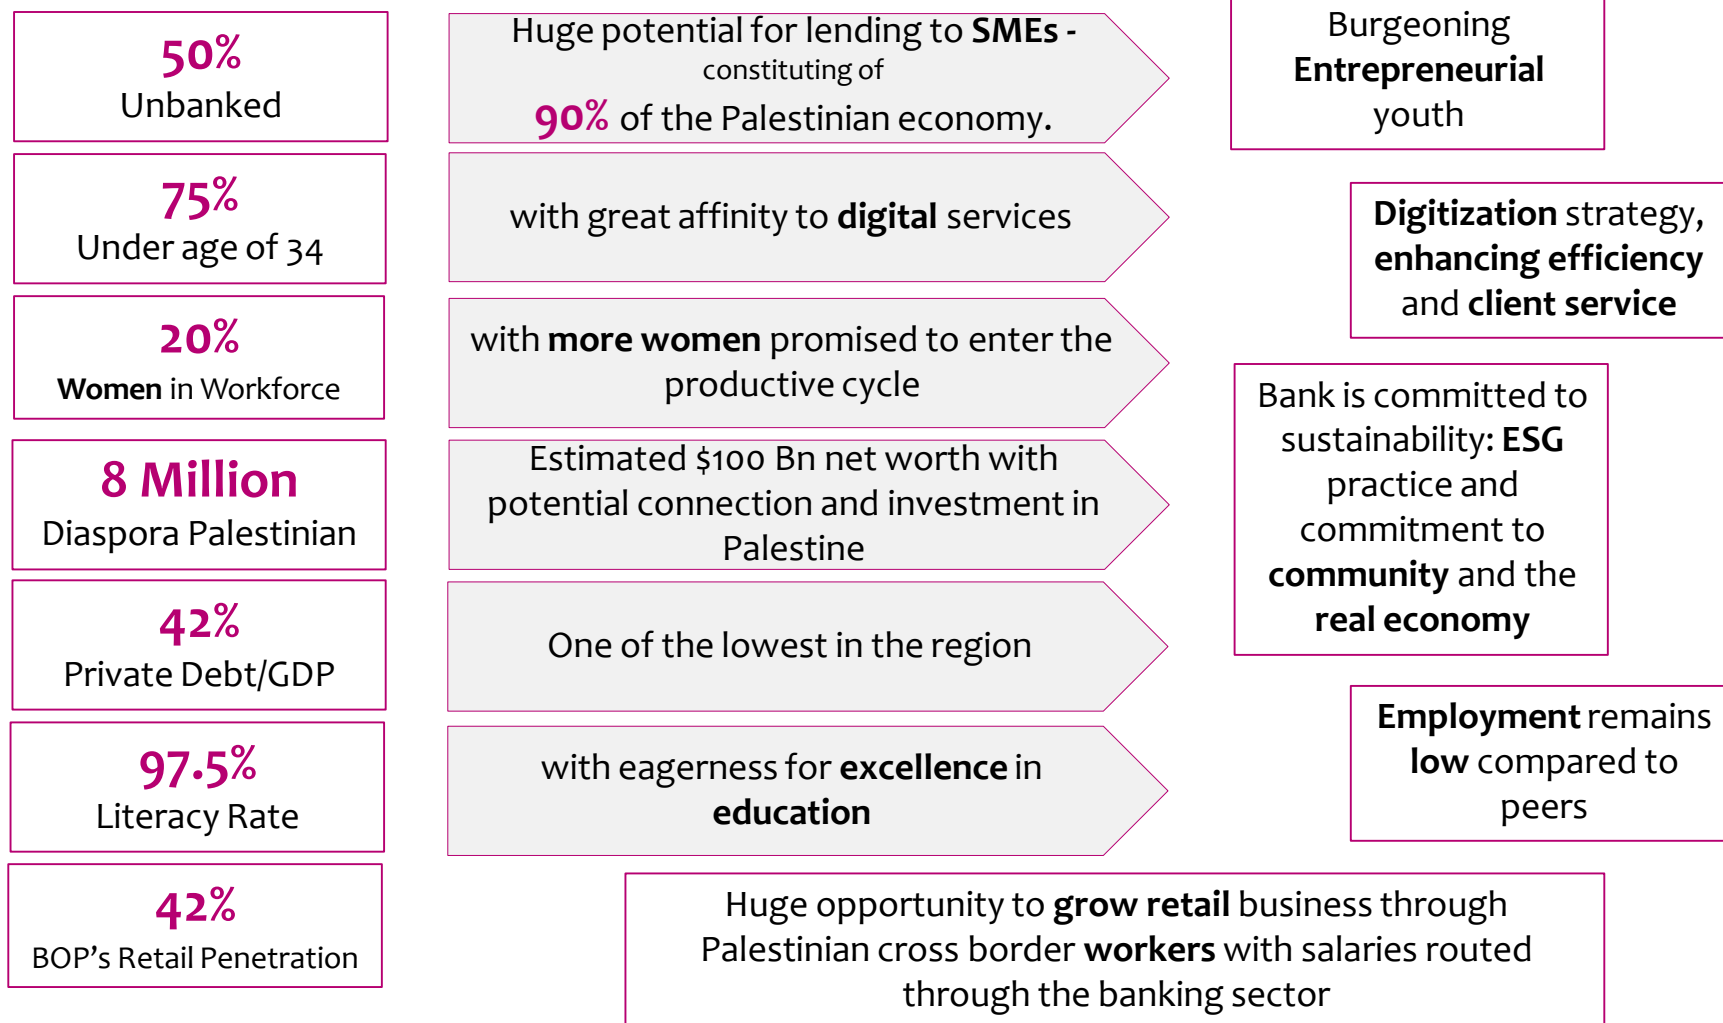 50%
Unbanked
Huge potential for lending to SMEs -
constituting of
90% of the Palestinian economy.
Burgeoning
Entrepreneurial
youth
75%
Under age of 34
with great affinity to digital services
Digitization strategy,
enhancing efficiency
and client service
20%
Women in Workforce
with more women promised to enter the
productive cycle
Bank is committed to
sustainability: ESG
practice and
commitment to
community and the
real economy
8 Million
Diaspora Palestinian
Estimated $100 Bn net worth with
potential connection and investment in
Palestine
42%
Private Debt/GDP
One of the lowest in the region
Employment remains
low compared to
peers
97.5%
Literacy Rate
with eagerness for excellence in
education
42%
BOP's Retail Penetration
Huge opportunity to grow retail business through
Palestinian cross border workers with salaries routed
through the banking sector